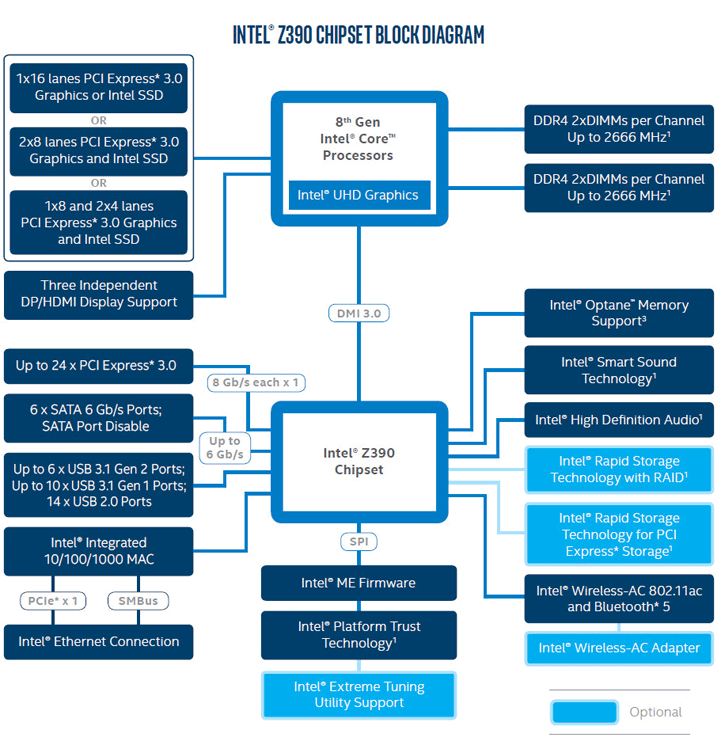 INTEL® Z390 CHIPSET BLOCK DIAGRAM
1x16 lanes PCI Express* 3.0
Graphics or Intel SSD
OR
2x8 lanes PCI Express* 3.0
Graphics and Intel SSD
OR
1x8 and 2x4 lanes
PCI Express* 3.0 Graphics
and Intel SSD
Three Independent
DP/HDMI Display Support
8th Gen
Intel® Core™
Processors
Intel® UHD Graphics
DDR4 2xDIMMs per Channel
Up to 2666 MHz¹
DDR4 2xDIMMs per Channel
Up to 2666 MHz¹
DMI 3.0
Up to 24 x PCI Express* 3.0
8 Gb/s each x 1
6 x SATA 6 Gb/s Ports;
SATA Port Disable
Up to
6 Gb/s
Up to 6 x USB 3.1 Gen 2 Ports;
Up to 10 x USB 3.1 Gen 1 Ports;
14 x USB 2.0 Ports
Intel® Integrated
10/100/1000 MAC
PCIe* x 1
SMBus
Intel® Ethernet Connection
Intel® Z390
Chipset
SPI
Intel® ME Firmware
Intel® Platform Trust
Technology¹
Intel® Extreme Tuning
Utility Support
Intel® Optane™ Memory
Support³
Intel® Smart Sound
Technology¹
Intel® High Definition Audio¹
Intel® Rapid Storage
Technology with RAID¹
Intel® Rapid Storage
Technology for PCI
Express* Storage¹
Intel® Wireless-AC 802.11ac
and Bluetooth* 5
Intel® Wireless-AC Adapter
Optional